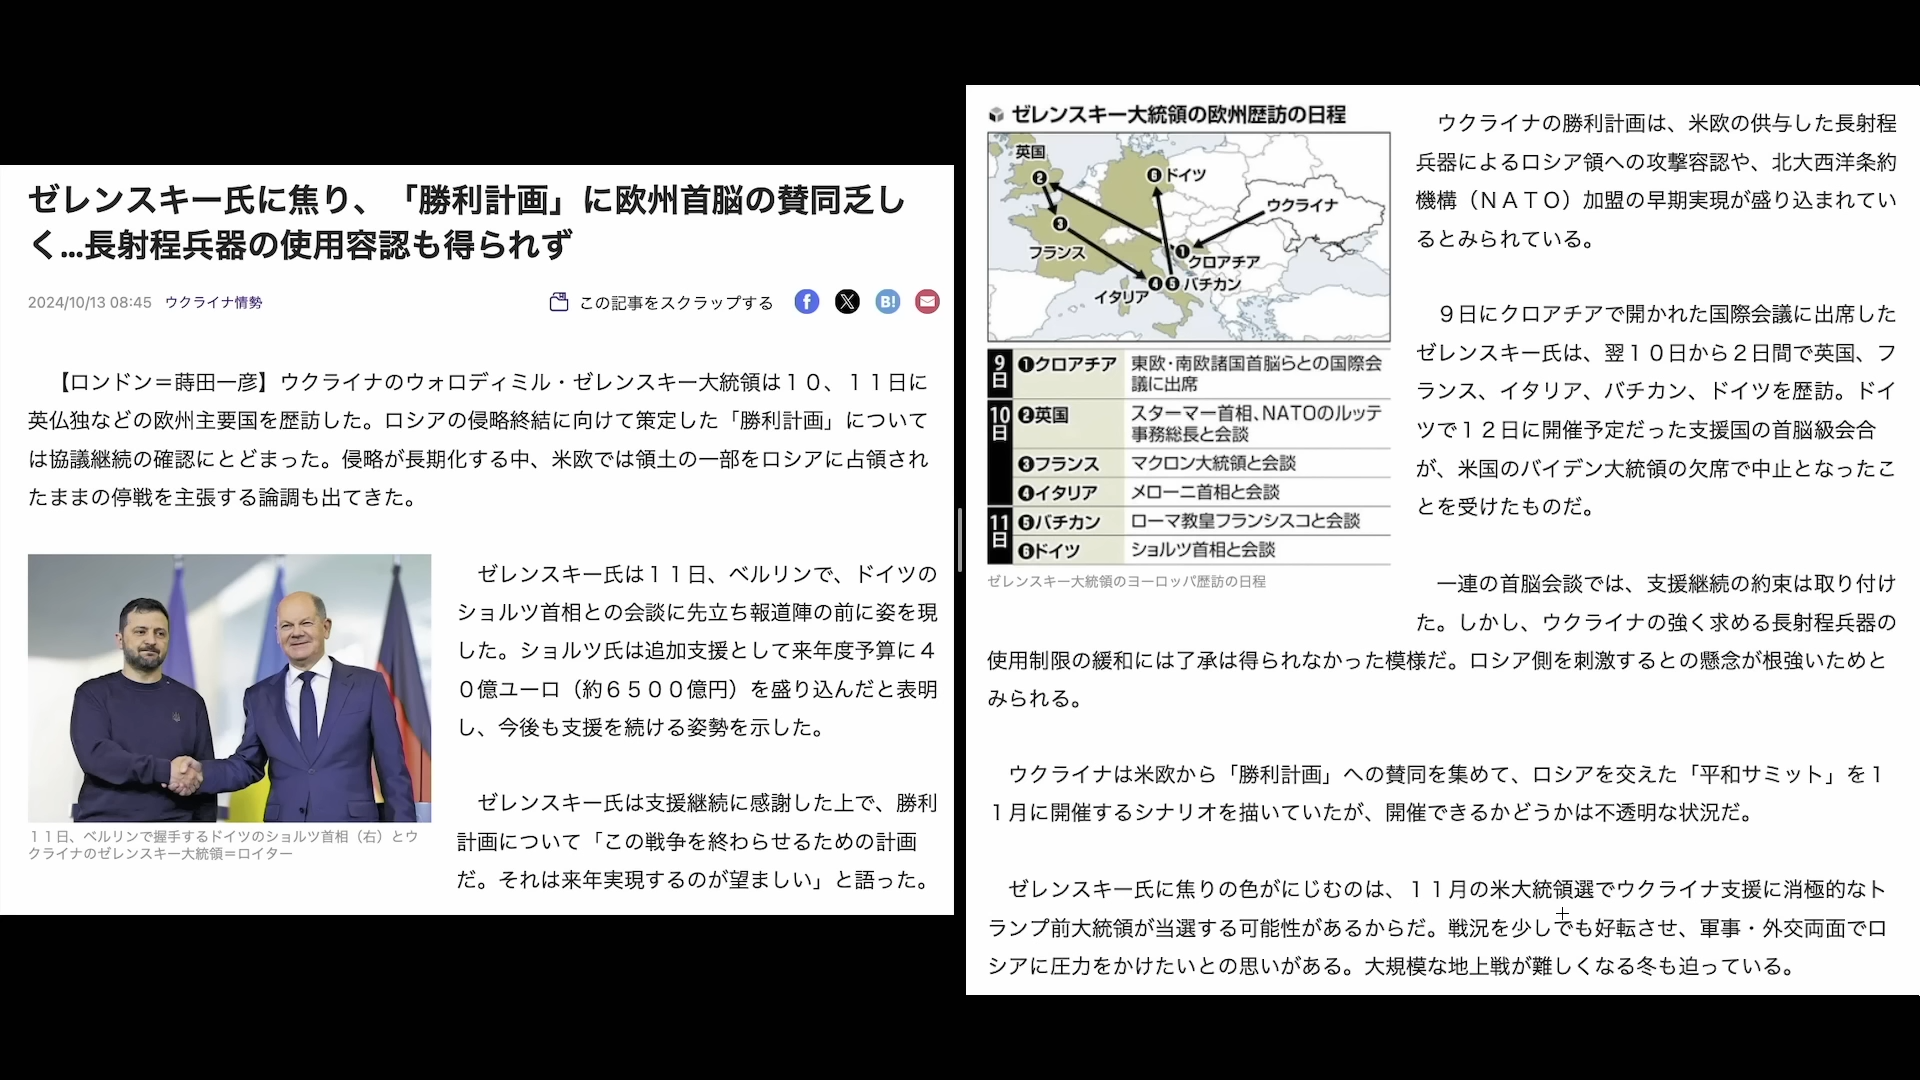 ゼレンスキー氏に焦り、「勝利計画」に欧州首脳の賛同乏し
く…長射程兵器の使用容認も得られず
2024/10/13 08:45 ウクライナ情勢 この記事をスクラップする f X B!
【ロンドン＝蒔田一彦】ウクライナのウォロディミル・ゼレンスキー大統領は１０、１１日に
英仏独などの欧州主要国を歴訪した。ロシアの侵略終結に向けて策定した「勝利計画」について
は協議継続の確認にとどまった。侵略が長期化する中、米欧では領土の一部をロシアに占領され
たままの停戦を主張する論調も出てきた。
１１日、ベルリンで握手するドイツのショルツ首相（右）とウ
クライナのゼレンスキー大統領＝ロイター
ゼレンスキー氏は１１日、ベルリンで、ドイツの
ショルツ首相との会談に先立ち報道陣の前に姿を現
した。ショルツ氏は追加支援として来年度予算に４
０億ユーロ（約６５００億円）を盛り込んだと表明
し、今後も支援を続ける姿勢を示した。
ゼレンスキー氏は支援継続に感謝した上で、勝利
計画について「この戦争を終わらせるための計画
だ。それは来年実現するのが望ましい」と語った。
ゼレンスキー大統領の欧州歴訪の日程
英国
❷
❻ドイツ
ウクライナ
❸
フランス
❶
クロアチア
❹❺バチカン
イタリア
9日 ❶クロアチア 東欧・南欧諸国首脳らとの国際会
議に出席
10日 ❷英国 スターマー首相、NATOのルッテ
事務総長と会談
❸フランス マクロン大統領と会談
❹イタリア メローニ首相と会談
11日 ❺バチカン ローマ教皇フランシスコと会談
❻ドイツ ショルツ首相と会談
ゼレンスキー大統領のヨーロッパ歴訪の日程
ウクライナの勝利計画は、米欧の供与した長射程
兵器によるロシア領への攻撃容認や、北大西洋条約
機構（ＮＡＴＯ）加盟の早期実現が盛り込まれてい
るとみられている。
９日にクロアチアで開かれた国際会議に出席した
ゼレンスキー氏は、翌１０日から２日間で英国、フ
ランス、イタリア、バチカン、ドイツを歴訪。ドイ
ツで１２日に開催予定だった支援国の首脳級会合
が、米国のバイデン大統領の欠席で中止となったこ
とを受けたものだ。
一連の首脳会談では、支援継続の約束は取り付け
た。しかし、ウクライナの強く求める長射程兵器の
使用制限の緩和には了承は得られなかった模様だ。ロシア側を刺激するとの懸念が根強いためと
みられる。
ウクライナは米欧から「勝利計画」への賛同を集めて、ロシアを交えた「平和サミット」を１
１月に開催するシナリオを描いていたが、開催できるかどうかは不透明な状況だ。
ゼレンスキー氏に焦りの色がにじむのは、１１月の米大統領選でウクライナ支援に消極的なト
ランプ前大統領が当選する可能性があるからだ。戦況を少しでも好転させ、軍事・外交両面でロ
シアに圧力をかけたいとの思いがある。大規模な地上戦が難しくなる冬も迫っている。